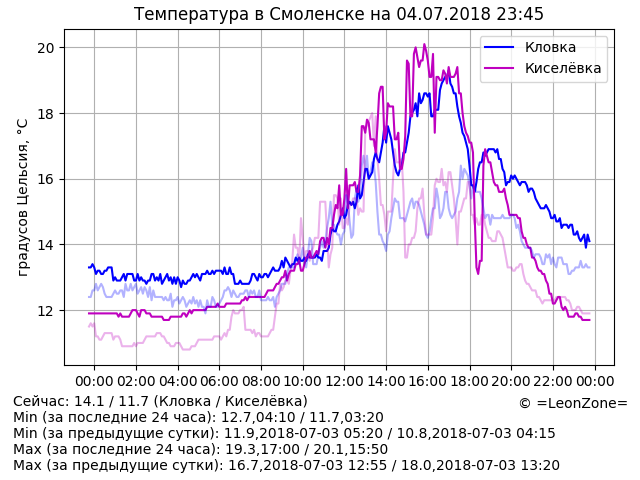 Температура в Смоленске на 04.07.2018 23:45
Кловка
Киселёвка
градусов Цельсия, °C
20
18
16
14
12
00:00 02:00 04:00 06:00 08:00 10:00 12:00 14:00 16:00 18:00 20:00 22:00 00:00
Сейчас: 14.1 / 11.7 (Кловка / Киселёвка)
© =LeonZone=
Min (за последние 24 часа): 12.7,04:10 / 11.7,03:20
Min (за предыдущие сутки): 11.9,2018-07-03 05:20 / 10.8,2018-07-03 04:15
Max (за последние 24 часа): 19.3,17:00 / 20.1,15:50
Max (за предыдущие сутки): 16.7,2018-07-03 12:55 / 18.0,2018-07-03 13:20